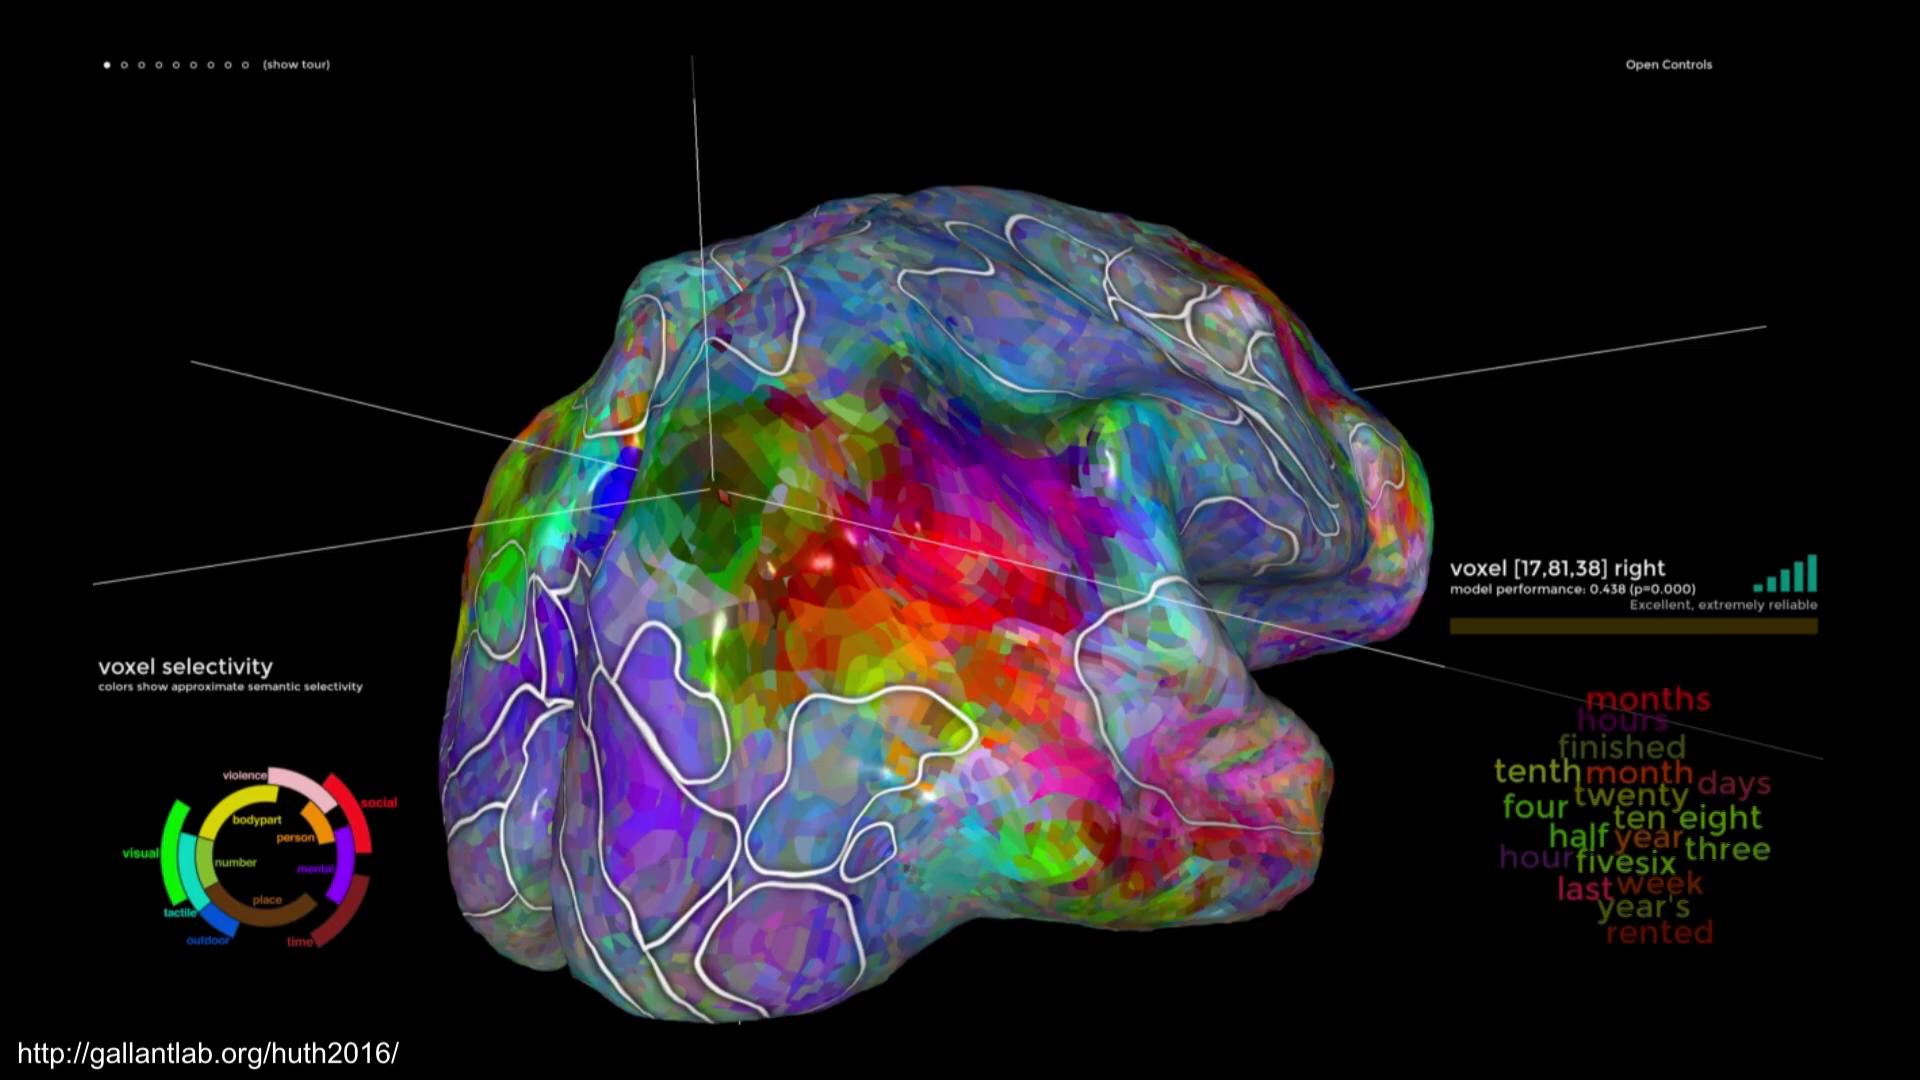 (show tour)
Open Controls
voxel [17,81,38] right
model performance: 0.438 (p=0.000)
Excellent, extremely reliable
voxel selectivity
colors show approximate semantic selectivity
violence
social
bodypart
person
visual
number
mental
place
tactile
outdoor
time
months
hours
finished
tenth month days
four twenty
ten eight
half year three
hour five six
last week
year's
rented
http://gallantlab.org/huth2016/